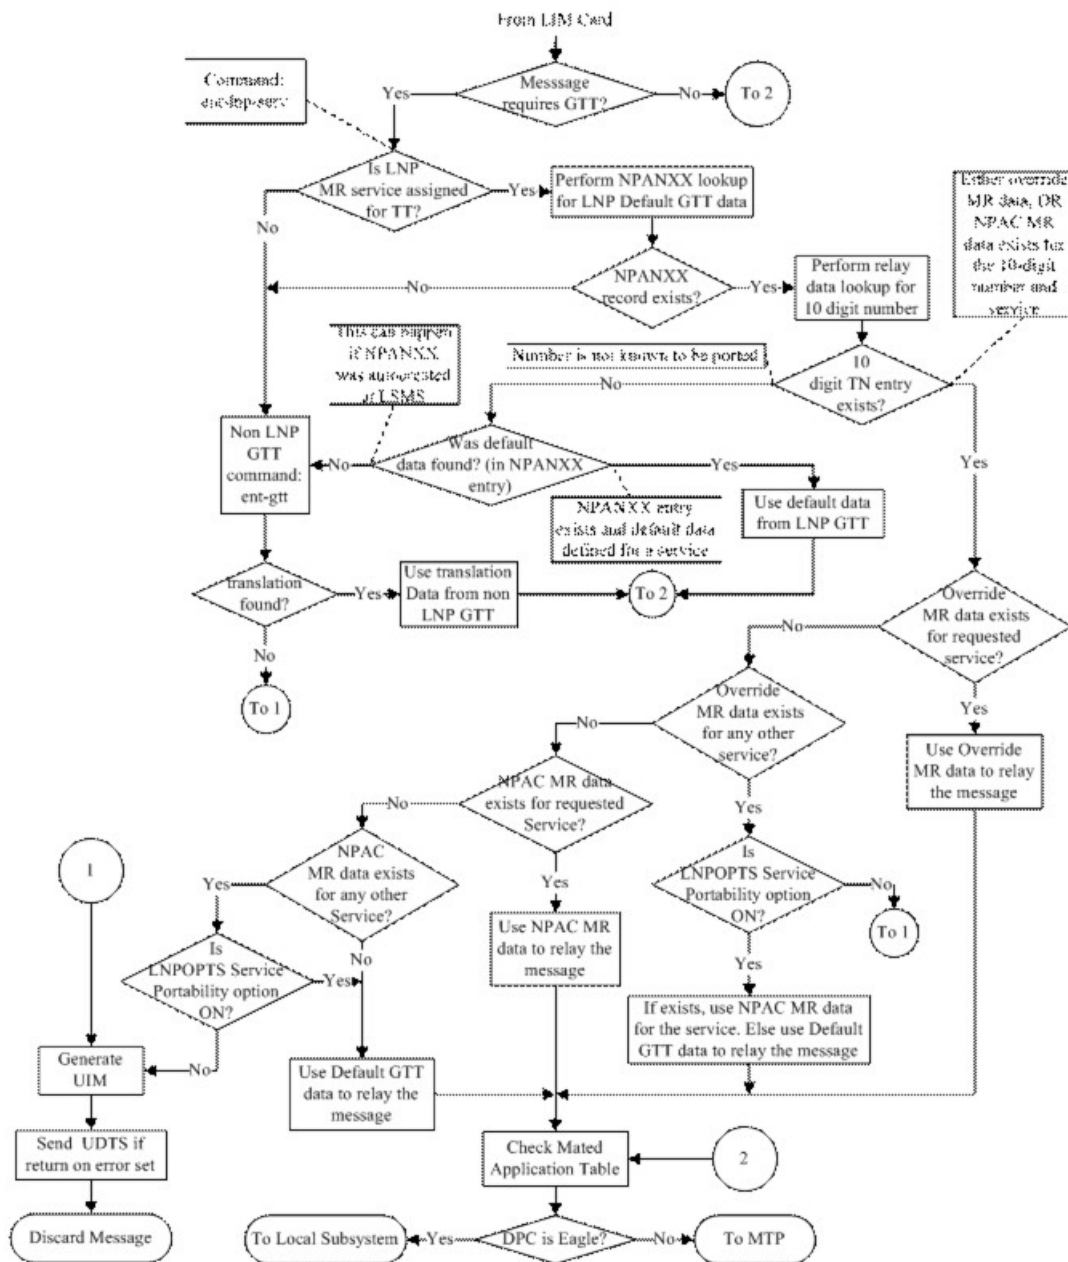 From LIM Card
Command:
ent-lnp-serv
Messsage
requires GTT?
Yes
No
To 2
Is LNP
MR service assigned
for TT?
Yes
Perform NPANXX lookup
for LNP Default GTT data
Either override
MR data, OR
NPAC MR
data exists for
the 10-digit
number and
service
No
NPANXX
record exists?
No
Yes
Perform relay
data lookup for
10 digit number
This can happen
if NPANXX
was autocreated
at LSMS
Number is not known to be ported
10
digit TN entry
exists?
No
Yes
Non LNP
GTT
command:
ent-gtt
No
Was default
data found? (in NPANXX
entry)
Yes
NPANXX entry
exists and default data
defined for a service
Use default data
from LNP GTT
translation
found?
Yes
Use translation
Data from non
LNP GTT
To 2
No
To 1
Override
MR data exists
for requested
service?
No
Yes
Override
MR data exists
for any other
service?
No
Yes
Use Override
MR data to relay
the message
NPAC MR data
exists for requested
Service?
No
Yes
1
NPAC
MR data exists
for any other
Service?
Yes
No
Is
LNPOPTS Service
Portability option
ON?
No
To 1
Yes
Use NPAC MR
data to relay the
message
Is
LNPOPTS Service
Portability option
ON?
Yes
No
If exists, use NPAC MR data
for the service. Else use Default
GTT data to relay the message
Generate
UIM
Use Default GTT
data to relay the
message
Send UDTS if
return on error set
Check Mated
Application Table
2
Discard Message
To Local Subsystem
Yes
DPC is Eagle?
No
To MTP